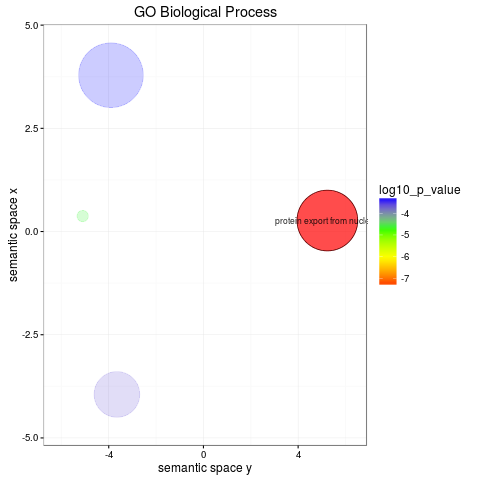 GO Biological Process
5.0
2.5
0.0
-2.5
-5.0
semantic space x
protein export from nucle
-4
0
4
semantic space y
log10_p_value
-4
-5
-6
-7